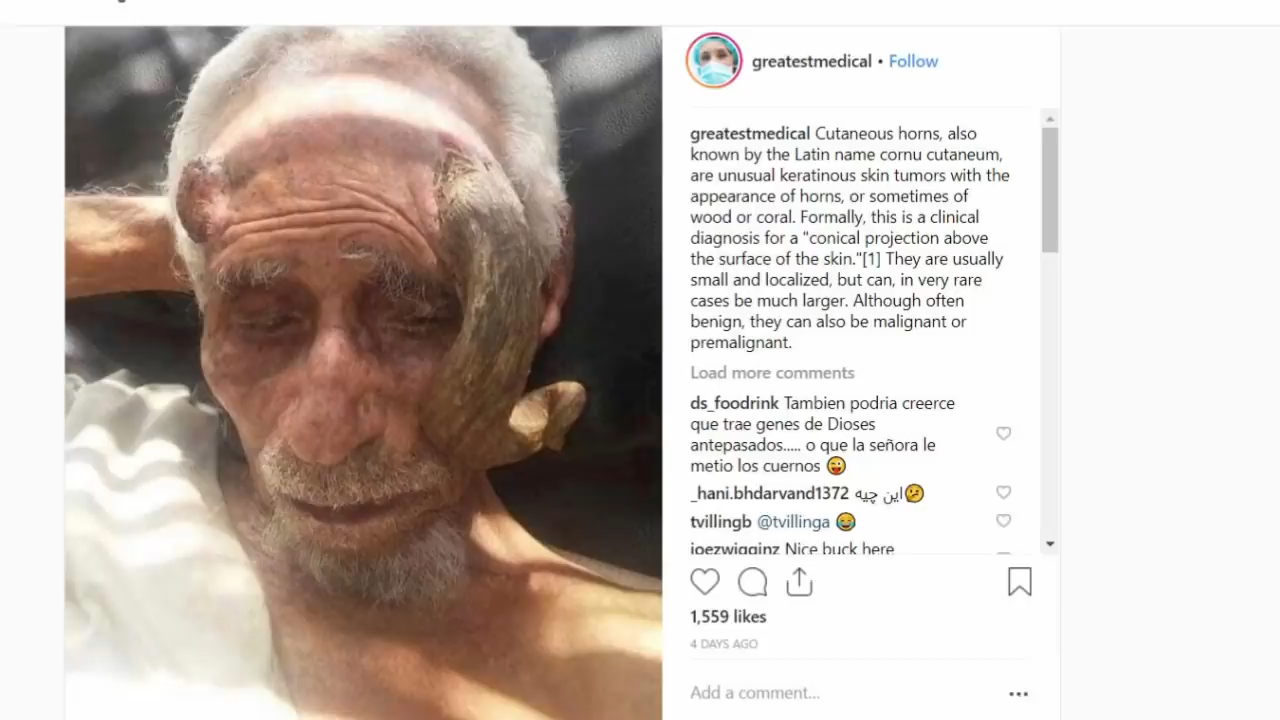 greatestmedical • Follow
greatestmedical Cutaneous horns, also
known by the Latin name cornu cutaneum,
are unusual keratinous skin tumors with the
appearance of horns, or sometimes of
wood or coral. Formally, this is a clinical
diagnosis for a "conical projection above
the surface of the skin."[1] They are usually
small and localized, but can, in very rare
cases be much larger. Although often
benign, they can also be malignant or
premalignant.
Load more comments
ds_foodrink Tambien podria creerce
que trae genes de Dioses
antepasados..... o que la señora le
metio los cuernos 😜
_hani.bhdarvand1372 این چیه🤔
tvillingb @tvillinga 😂
joezwigginz Nice buck here
1,559 likes
4 DAYS AGO
Add a comment...